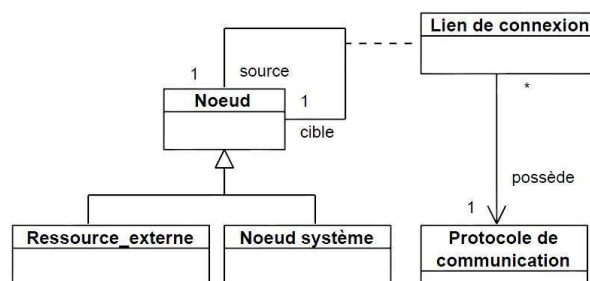 Lien de connexion
1
source
Noeud
1
cible
*
possède
1
Ressource_externe
Noeud système
Protocole de
communication